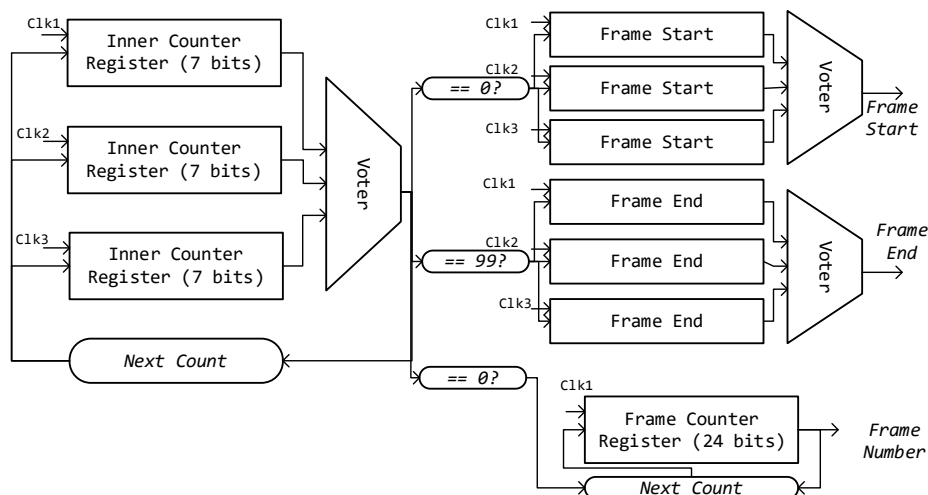 Clk1
Inner Counter
Register (7 bits)
Clk2
Inner Counter
Register (7 bits)
Clk3
Inner Counter
Register (7 bits)
Next Count
Voter
== 0?
== 99?
== 0?
Clk1
Frame Start
Clk2
Frame Start
Clk3
Frame Start
Voter
Frame
Start
Clk1
Frame End
Clk2
Frame End
Clk3
Frame End
Voter
Frame
End
Clk1
Frame Counter
Register (24 bits)
Next Count
Frame
Number